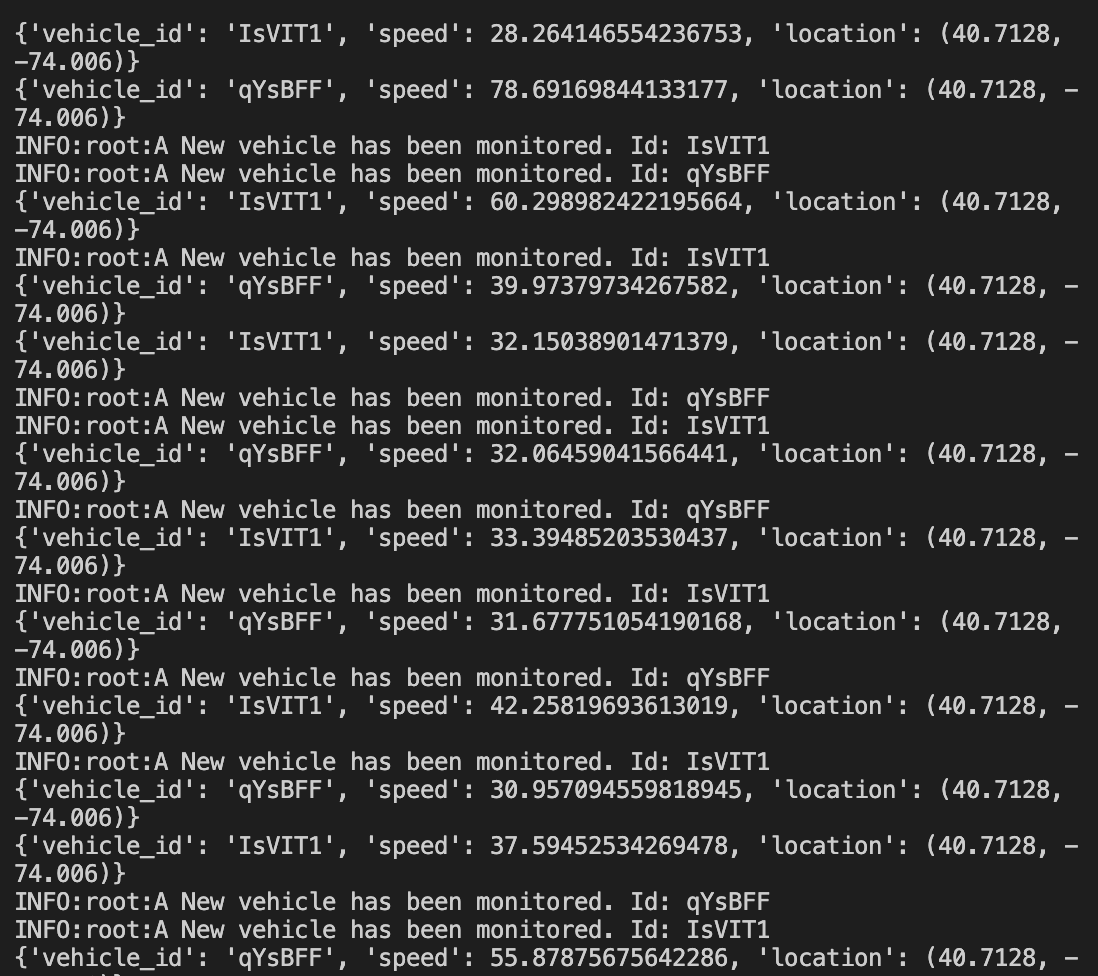 {'vehicle_id': 'IsVIT1', 'speed': 28.264146554236753, 'location': (40.7128,
-74.006)}
{'vehicle_id': 'qYsBFF', 'speed': 78.69169844133177, 'location': (40.7128, -
74.006)}
INFO:root:A New vehicle has been monitored. Id: IsVIT1
INFO:root:A New vehicle has been monitored. Id: qYsBFF
{'vehicle_id': 'IsVIT1', 'speed': 60.298982422195664, 'location': (40.7128,
-74.006)}
INFO:root:A New vehicle has been monitored. Id: IsVIT1
{'vehicle_id': 'qYsBFF', 'speed': 39.97379734267582, 'location': (40.7128, -
74.006)}
{'vehicle_id': 'IsVIT1', 'speed': 32.15038901471379, 'location': (40.7128, -
74.006)}
INFO:root:A New vehicle has been monitored. Id: qYsBFF
INFO:root:A New vehicle has been monitored. Id: IsVIT1
{'vehicle_id': 'qYsBFF', 'speed': 32.06459041566441, 'location': (40.7128, -
74.006)}
INFO:root:A New vehicle has been monitored. Id: qYsBFF
{'vehicle_id': 'IsVIT1', 'speed': 33.39485203530437, 'location': (40.7128, -
74.006)}
INFO:root:A New vehicle has been monitored. Id: IsVIT1
{'vehicle_id': 'qYsBFF', 'speed': 31.677751054190168, 'location': (40.7128,
-74.006)}
INFO:root:A New vehicle has been monitored. Id: qYsBFF
{'vehicle_id': 'IsVIT1', 'speed': 42.25819693613019, 'location': (40.7128, -
74.006)}
INFO:root:A New vehicle has been monitored. Id: IsVIT1
{'vehicle_id': 'qYsBFF', 'speed': 30.957094559818945, 'location': (40.7128,
-74.006)}
{'vehicle_id': 'IsVIT1', 'speed': 37.59452534269478, 'location': (40.7128, -
74.006)}
INFO:root:A New vehicle has been monitored. Id: qYsBFF
INFO:root:A New vehicle has been monitored. Id: IsVIT1
{'vehicle_id': 'qYsBFF', 'speed': 55.87875675642286, 'location': (40.7128, -